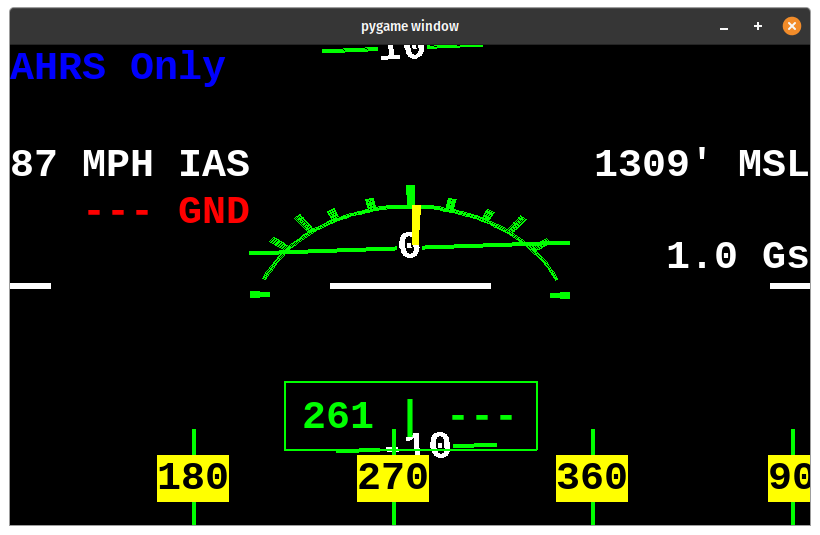 pygame window
10
AHRS Only
87 MPH IAS
1309' MSL
--- GND
0
1.0 Gs
261 | ---
-10
180 270 360 90